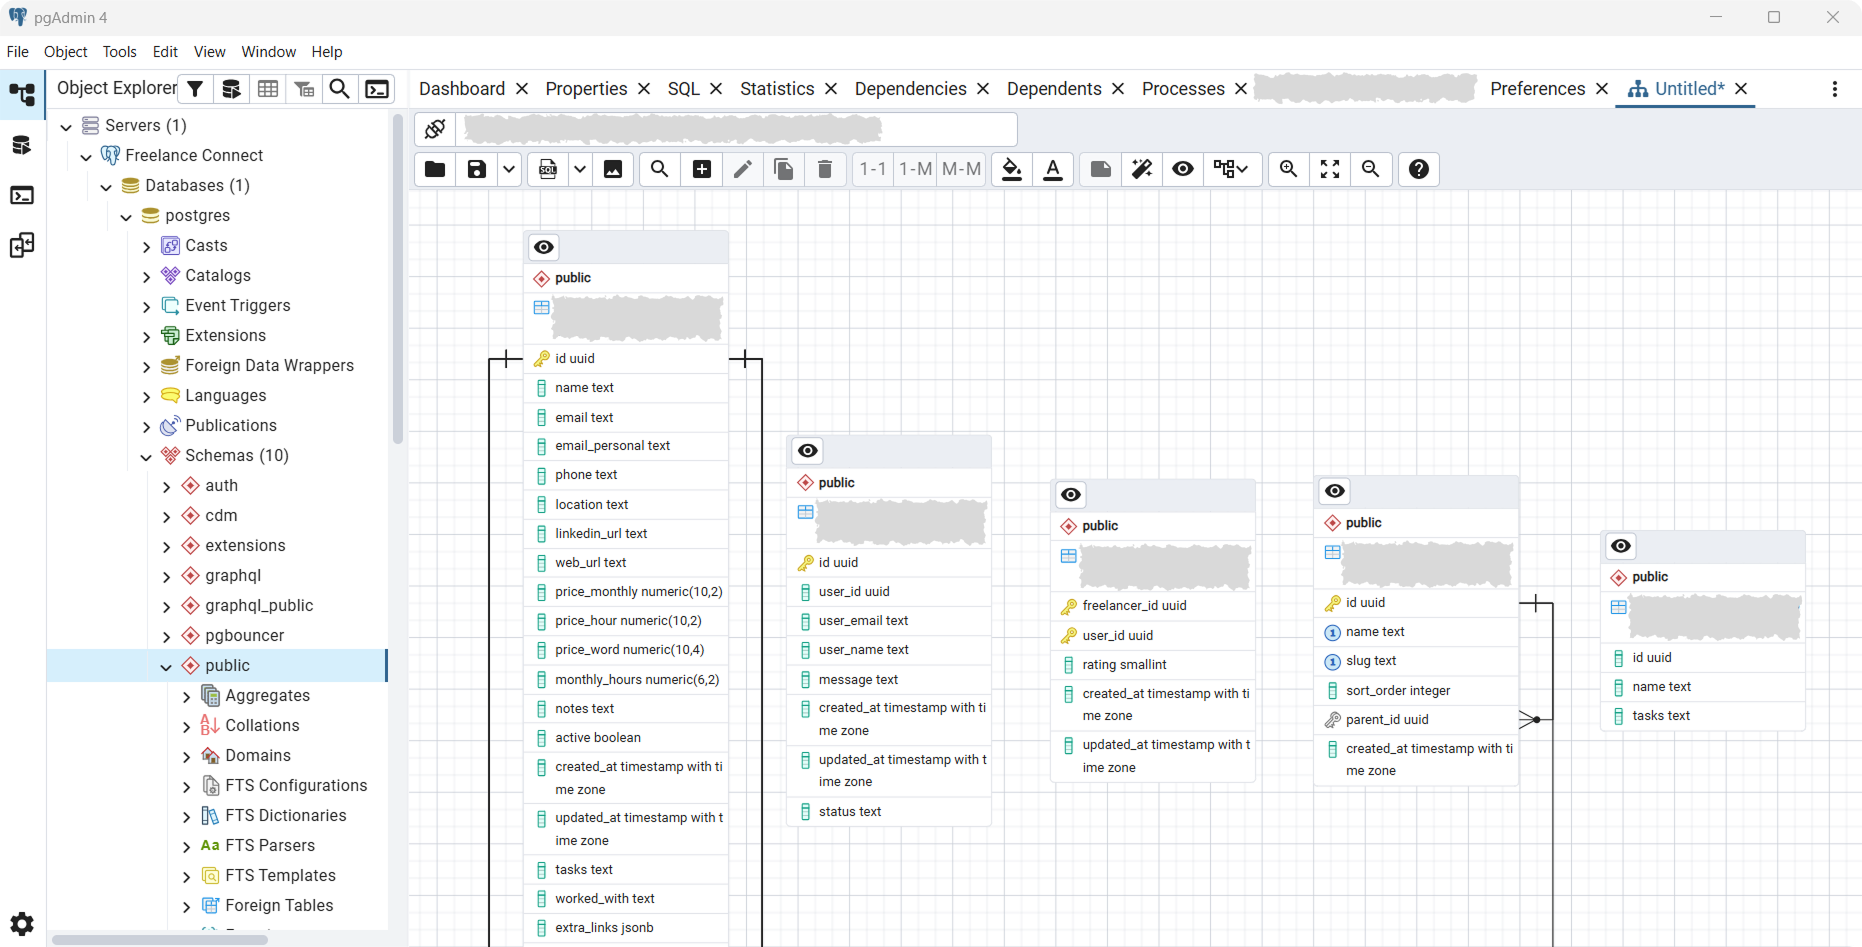 pgAdmin 4
File Object Tools Edit View Window Help
Object Explorer
Dashboard Properties SQL Statistics Dependencies Dependents Processes Preferences Untitled*
SQL 1-1 1-M M-M A ?
Servers (1)
Freelance Connect
Databases (1)
postgres
Casts
Catalogs
Event Triggers
Extensions
Foreign Data Wrappers
Languages
Publications
Schemas (10)
auth
cdm
extensions
graphql
graphql_public
pgbouncer
public
Aggregates
Collations
Domains
FTS Configurations
FTS Dictionaries
Aa FTS Parsers
FTS Templates
Foreign Tables
public
id uuid
name text
email text
email_personal text
phone text
location text
linkedin_url text
web_url text
price_monthly numeric(10,2)
price_hour numeric(10,2)
price_word numeric(10,4)
monthly_hours numeric(6,2)
notes text
active boolean
created_at timestamp with ti
me zone
updated_at timestamp with t
ime zone
tasks text
worked_with text
extra_links jsonb
public
id uuid
user_id uuid
user_email text
user_name text
message text
created_at timestamp with ti
me zone
updated_at timestamp with t
ime zone
status text
public
freelancer_id uuid
user_id uuid
rating smallint
created_at timestamp with ti
me zone
updated_at timestamp with t
ime zone
public
id uuid
1 name text
1 slug text
sort_order integer
parent_id uuid
created_at timestamp with ti
me zone
public
id uuid
name text
tasks text